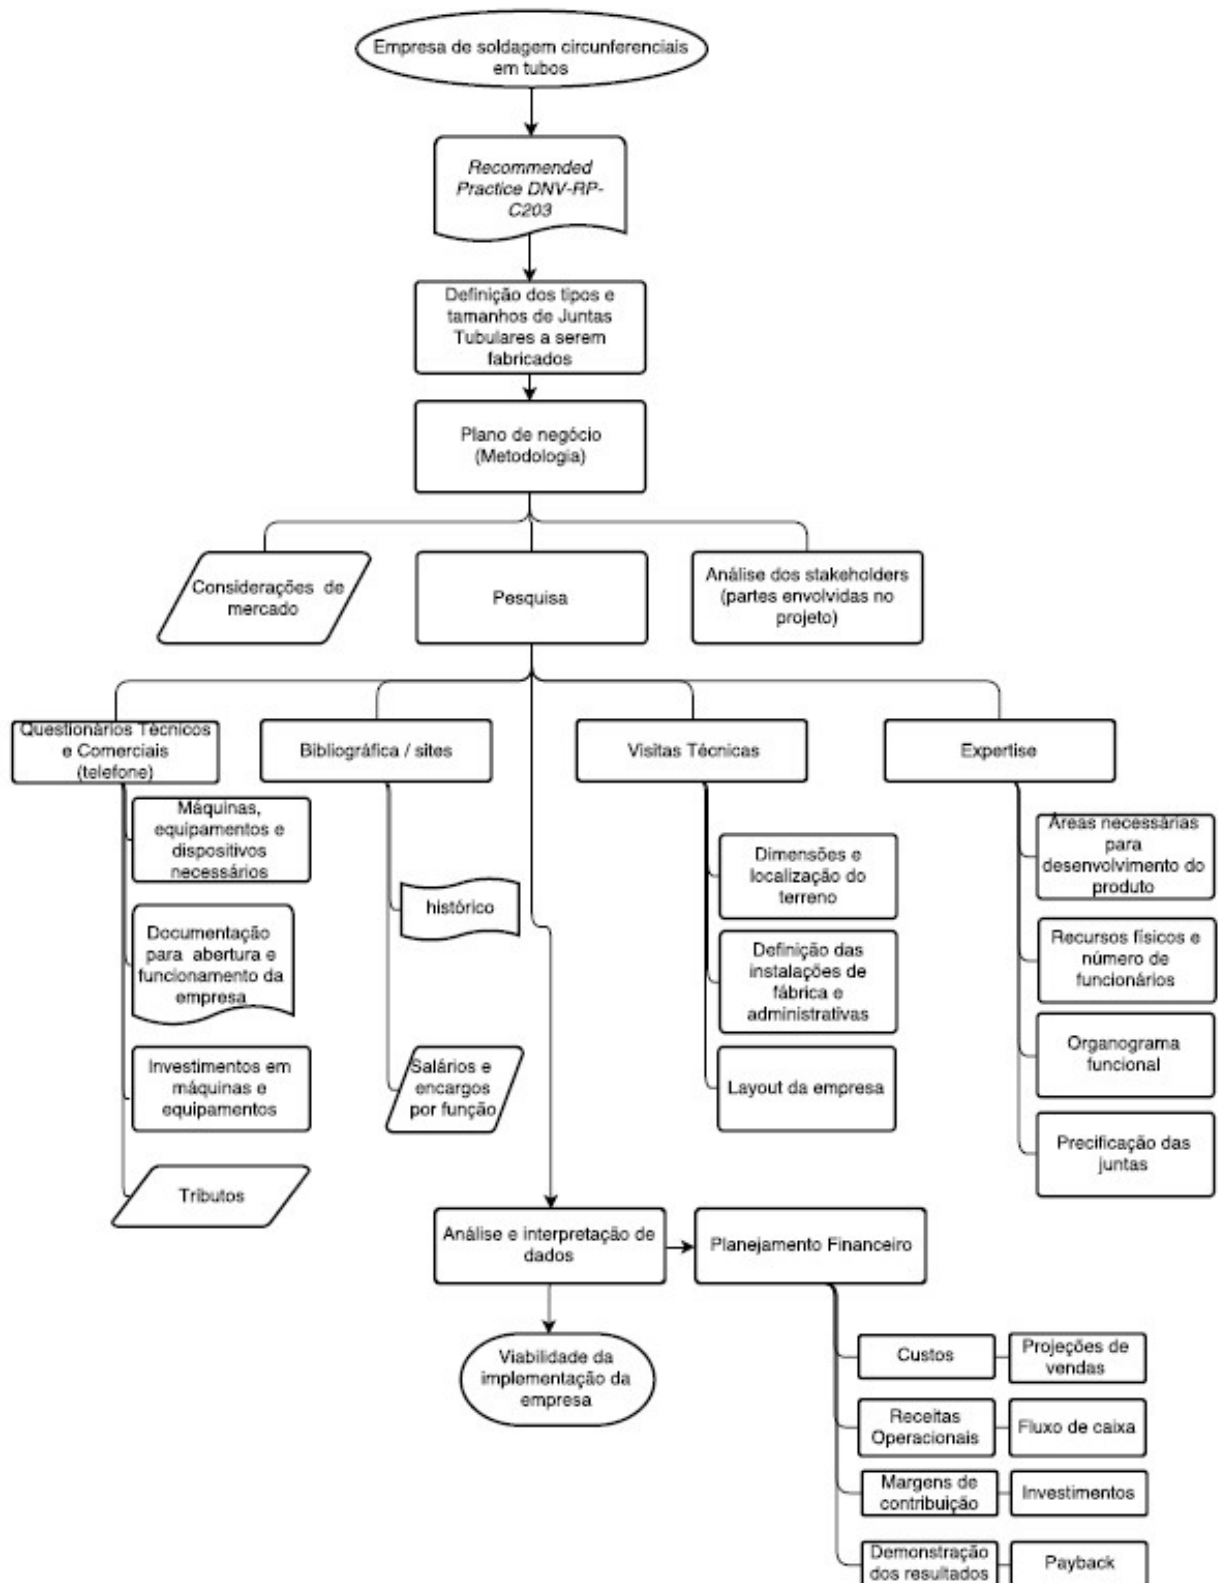 Empresa de soldagem circunferenciais
em tubos
Recommended
Practice DNV-RP-
C203
Definição dos tipos e
tamanhos de Juntas
Tubulares a serem
fabricados
Plano de negócio
(Metodologia)
Considerações de
mercado
Pesquisa
Análise dos stakeholders
(partes envolvidas no
projeto)
Questionários Técnicos
e Comerciais
(telefone)
Bibliográfica / sites
Visitas Técnicas
Expertise
Máquinas,
equipamentos e
dispositivos
necessários
Documentação
para abertura e
funcionamento da
empresa
Investimentos em
máquinas e
equipamentos
Tributos
histórico
Salários e
encargos
por função
Dimensões e
localização do
terreno
Definição das
instalações de
fábrica e
administrativas
Layout da empresa
Áreas necessárias
para
desenvolvimento do
produto
Recursos físicos e
número de
funcionários
Organograma
funcional
Precificação das
juntas
Análise e interpretação de
dados
Planejamento Financeiro
Viabilidade da
implementação da
empresa
Custos
Projeções de
vendas
Receitas
Operacionais
Fluxo de caixa
Margens de
contribuição
Investimentos
Demonstração
dos resultados
Payback